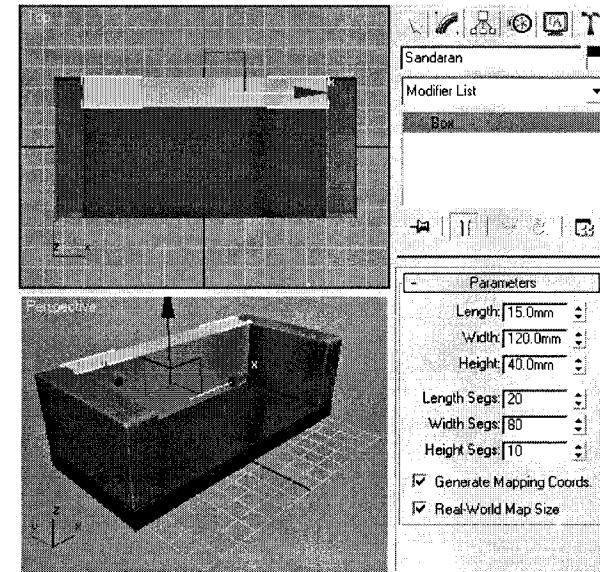 Top
Sandaran
Modifier List
Box
Perspective
x
z
x
Parameters
Length: 15.0mm
Width: 120.0mm
Height: 40.0mm
Length Segs: 20
Width Segs: 80
Height Segs: 10
Generate Mapping Coords.
Real-World Map Size